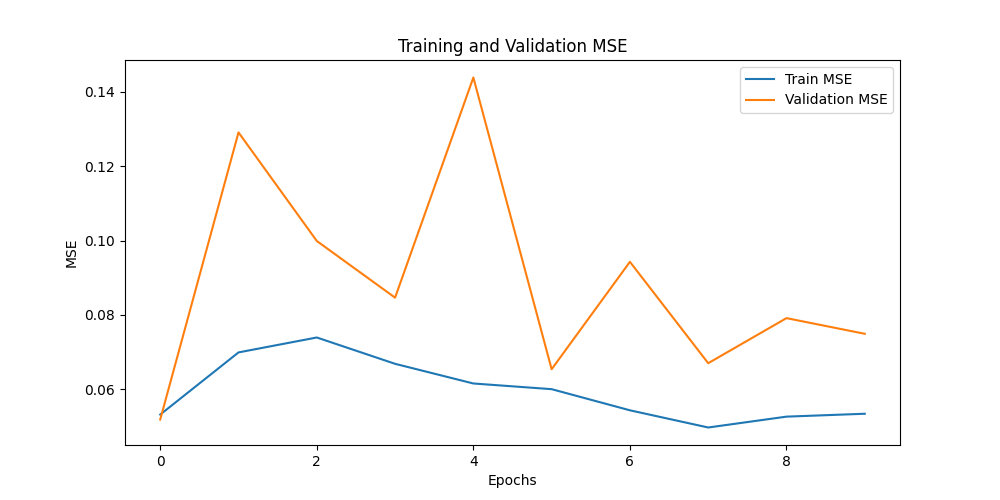 Training and Validation MSE
Train MSE
Validation MSE
MSE
0.14
0.12
0.10
0.08
0.06
0 2 4 6 8
Epochs